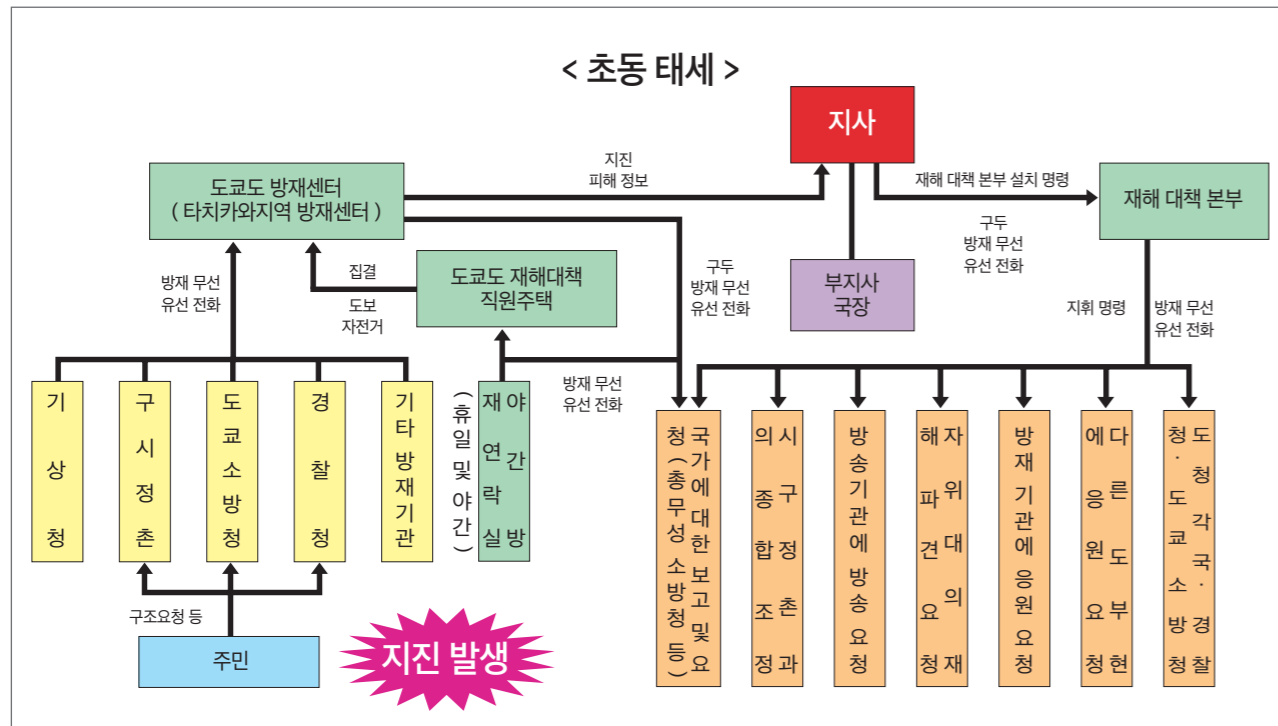 < 초동 태세 >
지사
지진
피해 정보
도쿄도 방재센터
( 타치카와지역 방재센터 )
재해 대책 본부 설치 명령
재해 대책 본부
구두
방재 무선
유선 전화
방재 무선
유선 전화
집결
도보
자전거
도쿄도 재해대책
직원주택
구두
방재 무선
유선 전화
부지사
국장
지휘 명령
방재 무선
유선 전화
방재 무선
유선 전화
기상청
구시정촌
도쿄소방청
경찰청
기타방재기관
(휴일 및 야간)
야간방
재연락실
국가에대한보고및요
청(총무성 소방청 등)
시구정촌과
의종합조정
방송기관에 방송 요청
자위대의재
해파견요청
방재 기관에 응원 요청
다른도부현
에응원요청
도청각국·경찰
청·도쿄소방청
구조요청 등
주민
지진 발생